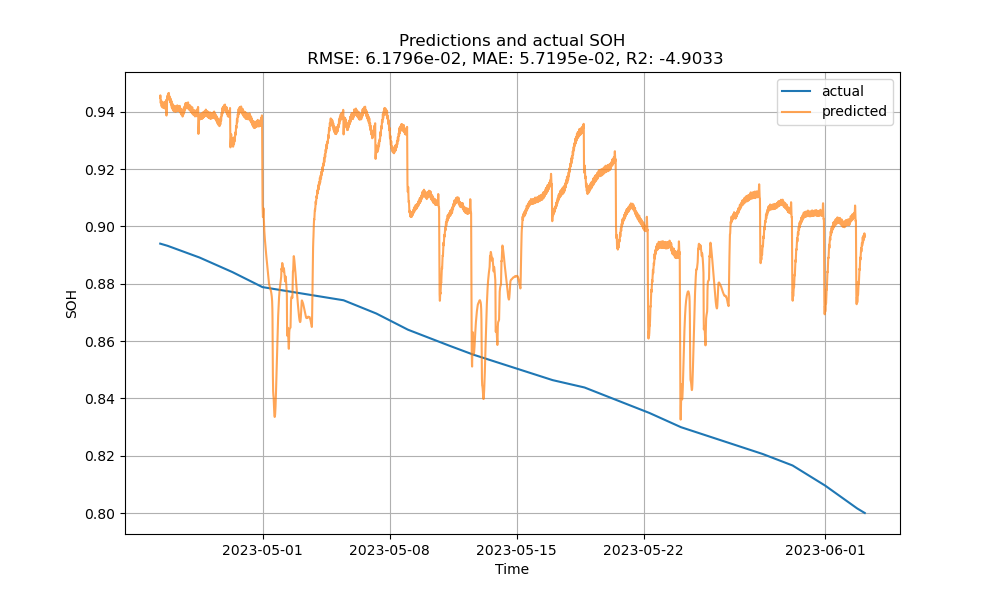 Predictions and actual SOH
RMSE: 6.1796e-02, MAE: 5.7195e-02, R2: -4.9033
actual
predicted
SOH
0.94
0.92
0.90
0.88
0.86
0.84
0.82
0.80
2023-05-01 2023-05-08 2023-05-15 2023-05-22 2023-06-01
Time